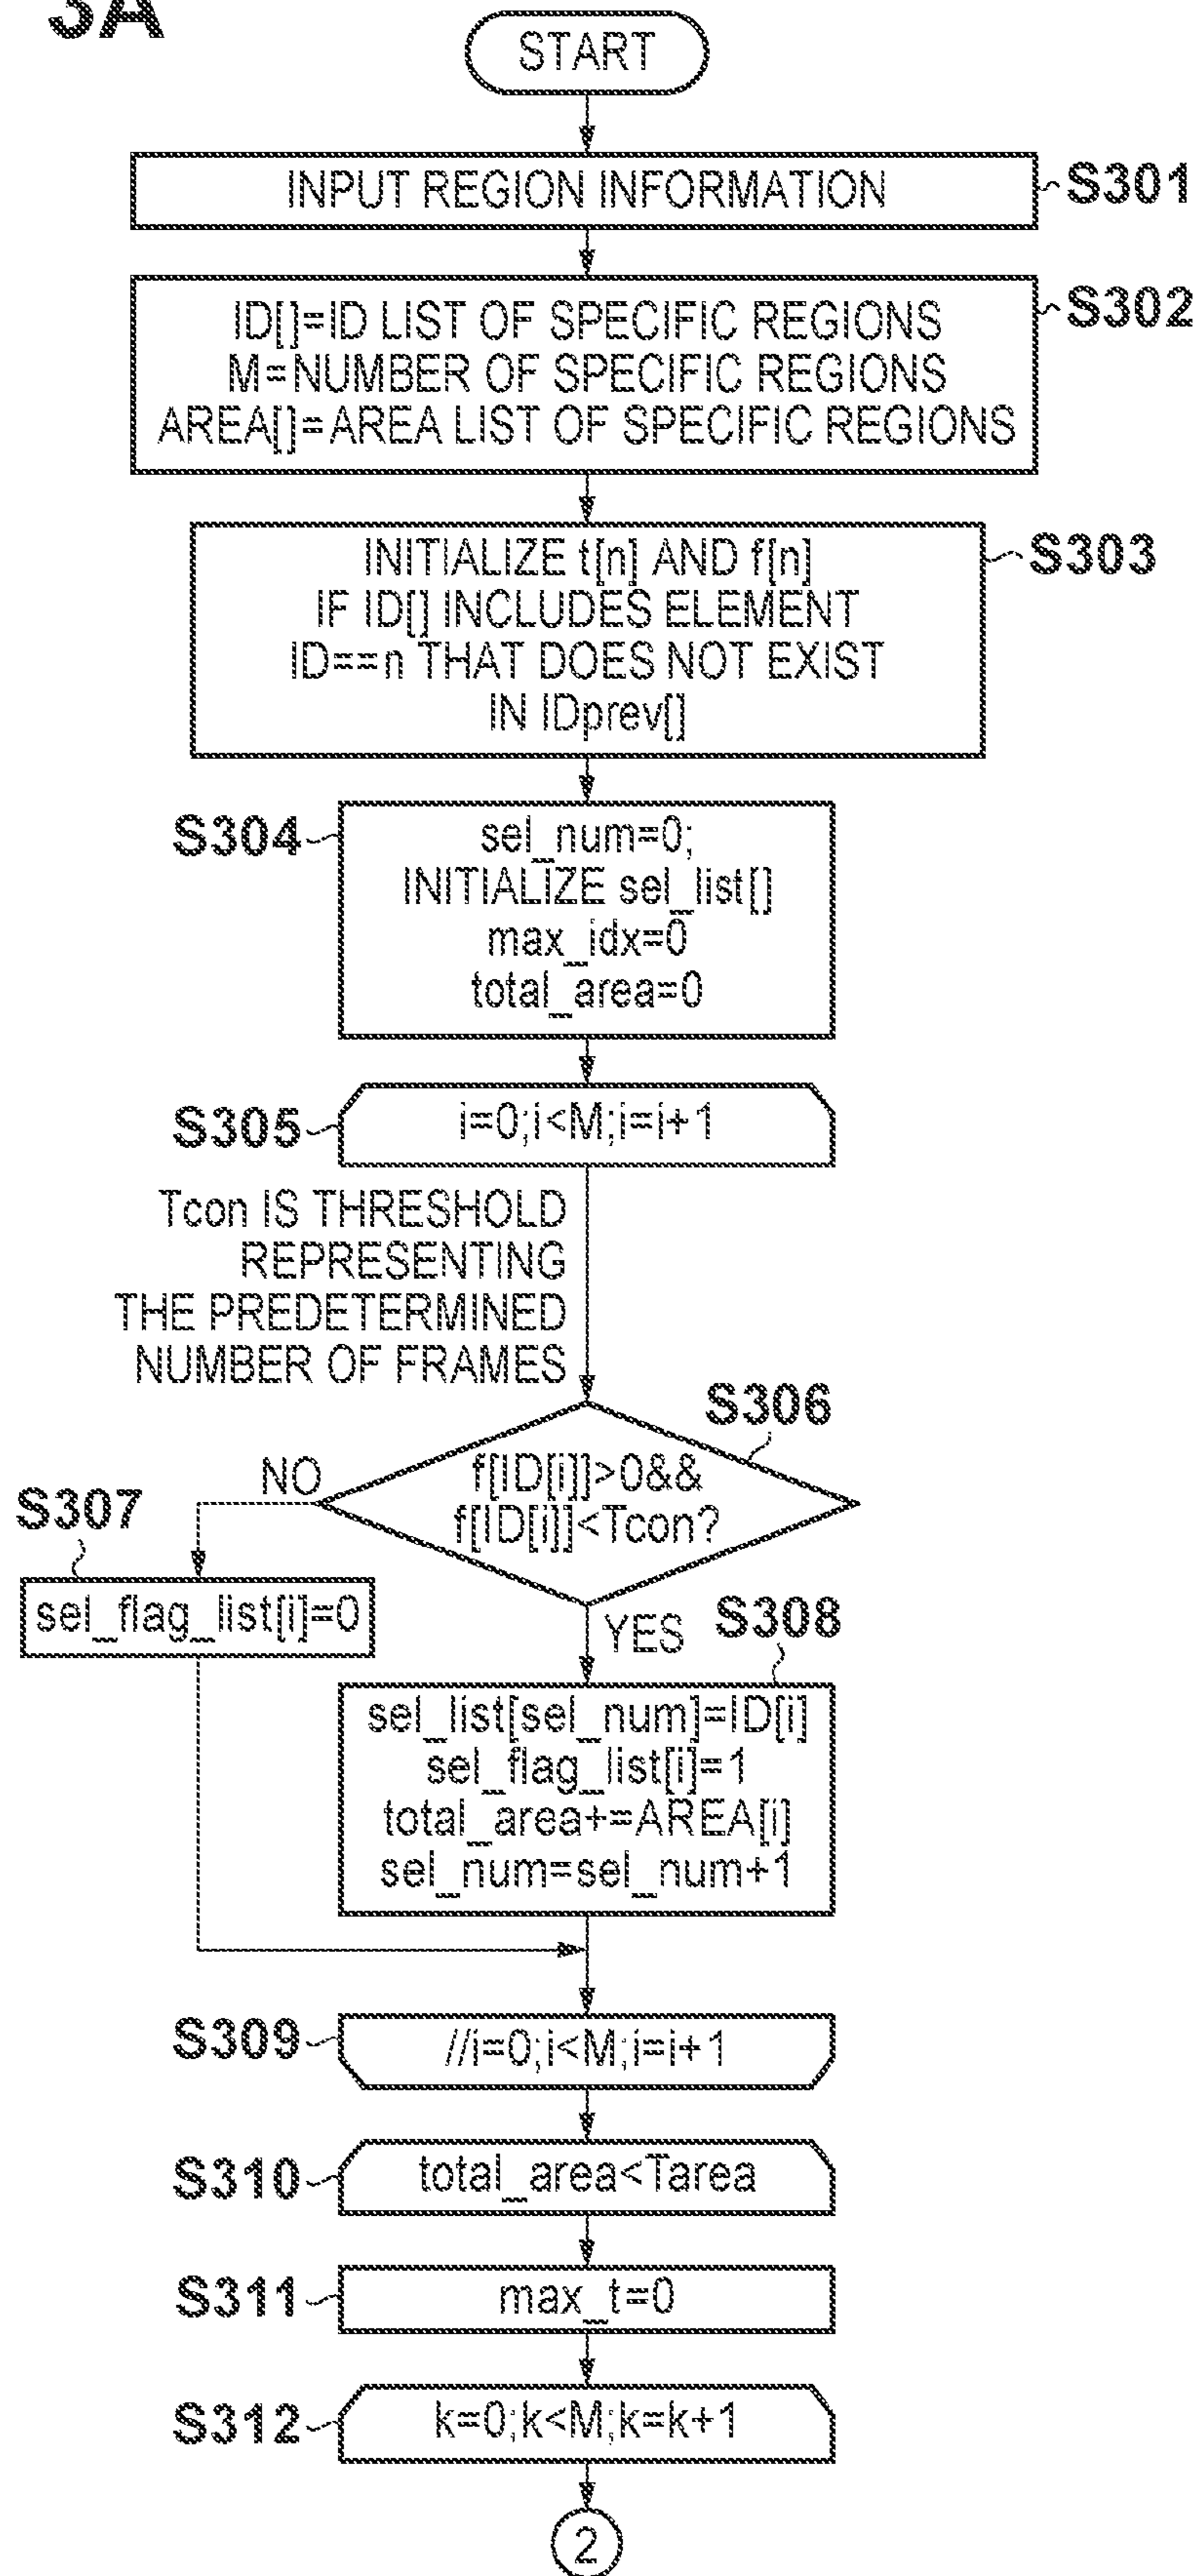 3A
START
INPUT REGION INFORMATION
S301
ID[]=ID LIST OF SPECIFIC REGIONS
M=NUMBER OF SPECIFIC REGIONS
AREA[]=AREA LIST OF SPECIFIC REGIONS
S302
INITIALIZE t[n] AND f[n]
IF ID[] INCLUDES ELEMENT
ID==n THAT DOES NOT EXIST
IN IDprev[]
S303
S304
sel_num=0;
INITIALIZE sel_list[]
max_idx=0
total_area=0
S305
i=0;i<M;i=i+1
Tcon IS THRESHOLD
REPRESENTING
THE PREDETERMINED
NUMBER OF FRAMES
S306
f[ID[i]]>0&&
f[ID[i]]<Tcon?
NO
S307
sel_flag_list[i]=0
YES
S308
sel_list[sel_num]=ID[i]
sel_flag_list[i]=1
total_area+=AREA[i]
sel_num=sel_num+1
S309
//i=0;i<M;i=i+1
S310
total_area<Tarea
S311
max_t=0
S312
k=0;k<M;k=k+1
2